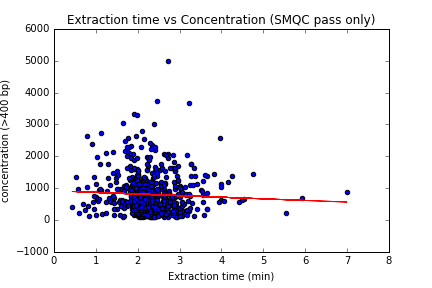 Extraction time vs Concentration (SMQC pass only)
6000
5000
4000
3000
2000
1000
0
−1000
concentration (>400 bp)
0 1 2 3 4 5 6 7 8
Extraction time (min)